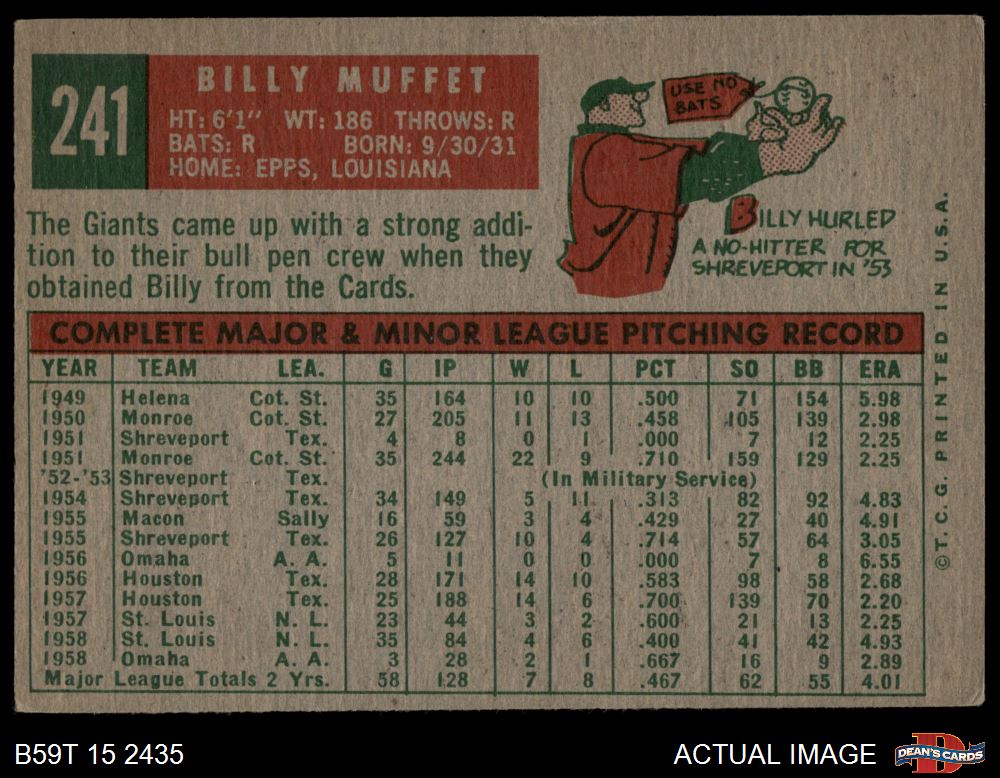 241
BILLY MUFFET
HT: 6'1" WT: 186 THROWS: R
BATS: R BORN: 9/30/31
HOME: EPPS, LOUISIANA
USE NO
BATS
BILLY HURLED
A NO-HITTER FOR
SHREVEPORT IN '53
The Giants came up with a strong addi-
tion to their bull pen crew when they
obtained Billy from the Cards.
COMPLETE MAJOR & MINOR LEAGUE PITCHING RECORD
YEAR TEAM LEA. G IP W L PCT SO BB ERA
1949 Helena Cot. St. 35 164 10 10 .500 71 154 5.98
1950 Monroe Cot. St. 27 205 11 13 .458 105 139 2.98
1951 Shreveport Tex. 4 8 0 1 .000 7 12 2.25
1951 Monroe Cot. St. 35 244 22 9 .710 159 129 2.25
'52-'53 Shreveport Tex. (In Military Service)
1954 Shreveport Tex. 34 149 5 11 .313 82 92 4.83
1955 Macon Sally 16 59 3 4 .429 27 40 4.91
1955 Shreveport Tex. 26 127 10 4 .714 57 64 3.05
1956 Omaha A. A. 5 11 0 0 .000 7 8 6.55
1956 Houston Tex. 28 171 14 10 .583 98 58 2.68
1957 Houston Tex. 25 188 14 6 .700 139 70 2.20
1957 St. Louis N. L. 23 44 3 2 .600 21 13 2.25
1958 St. Louis N. L. 35 84 4 6 .400 41 42 4.93
1958 Omaha A. A. 3 28 2 1 .667 16 9 2.89
Major League Totals 2 Yrs. 58 128 7 8 .467 62 55 4.01
©T. C. G. PRINTED IN U.S.A.
B59T 15 2435
ACTUAL IMAGE
DEAN'S CARDS